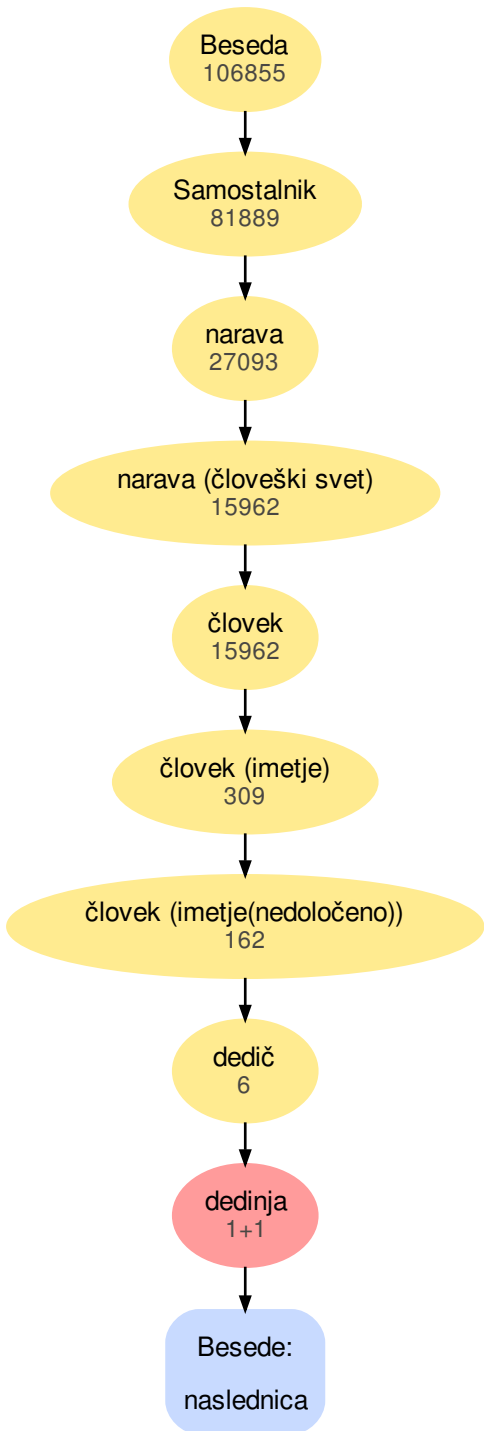 Beseda
106855
Samostalnik
81889
narava
27093
narava (človeški svet)
15962
človek
15962
človek (imetje)
309
človek (imetje(nedoločeno))
162
dedič
6
dedinja
1+1
Besede:
naslednica